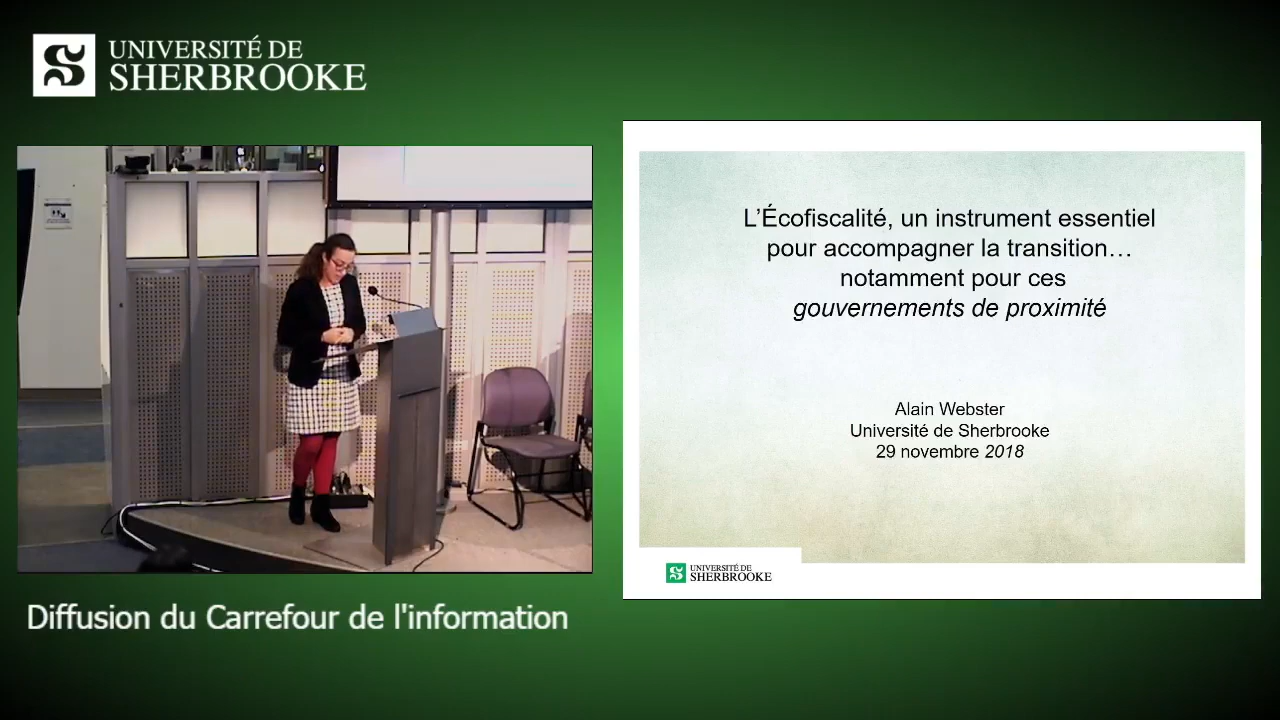 UNIVERSITÉ DE
SHERBROOKE
L'Écofiscalité, un instrument essentiel
pour accompagner la transition…
notamment pour ces
gouvernements de proximité
Alain Webster
Université de Sherbrooke
29 novembre 2018
UNIVERSITÉ DE
SHERBROOKE
Diffusion du Carrefour de l'information